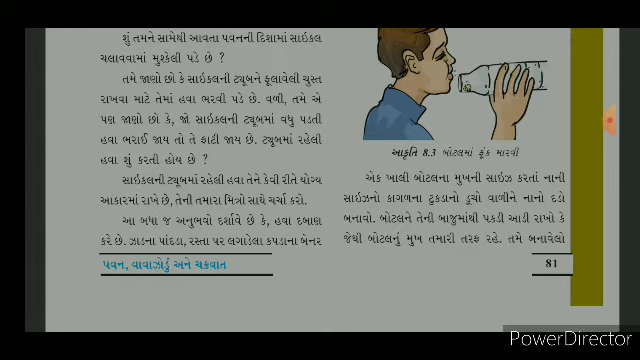 શું તમને સામેથી આવતા પવનની દિશામાં સાઇકલ
ચલાવવામાં મુશ્કેલી પડે છે ?
તમે જાણો છો કે સાઇકલની ટ્યૂબને ફૂલાવેલી ચુસ્ત
રાખવા માટે તેમાં હવા ભરવી પડે છે. વળી, તમે એ
પણ જાણો છો કે, જો સાઇકલની ટ્યૂબમાં વધુ પડતી
હવા ભરાઈ જાય તો તે ફાટી જાય છે. ટ્યૂબમાં રહેલી
હવા શું કરતી હોય છે ?
સાઇકલની ટ્યૂબમાં રહેલી હવા તેને કેવી રીતે યોગ્ય
આકારમાં રાખે છે, તેની તમારા મિત્રો સાથે ચર્ચા કરો.
આ બધા જ અનુભવો દર્શાવે છે કે, હવા દબાણ
કરે છે. ઝાડના પાંદડા, રસ્તા પર લગાડેલા કપડાના બેનર
પવન, વાવાઝોડું અને ચક્રવાત
આકૃતિ 8.3 બોટલમાં ફૂંક મારવી
એક ખાલી બોટલના મુખની સાઇઝ કરતાં નાની
સાઇઝનો કાગળના ટુકડાનો ડૂચો વાળીને નાનો દડો
બનાવો. બોટલને તેની બાજુમાંથી પકડી આડી રાખો કે
જેથી બોટલનું મુખ તમારી તરફ રહે. તમે બનાવેલો
81
PowerDirector